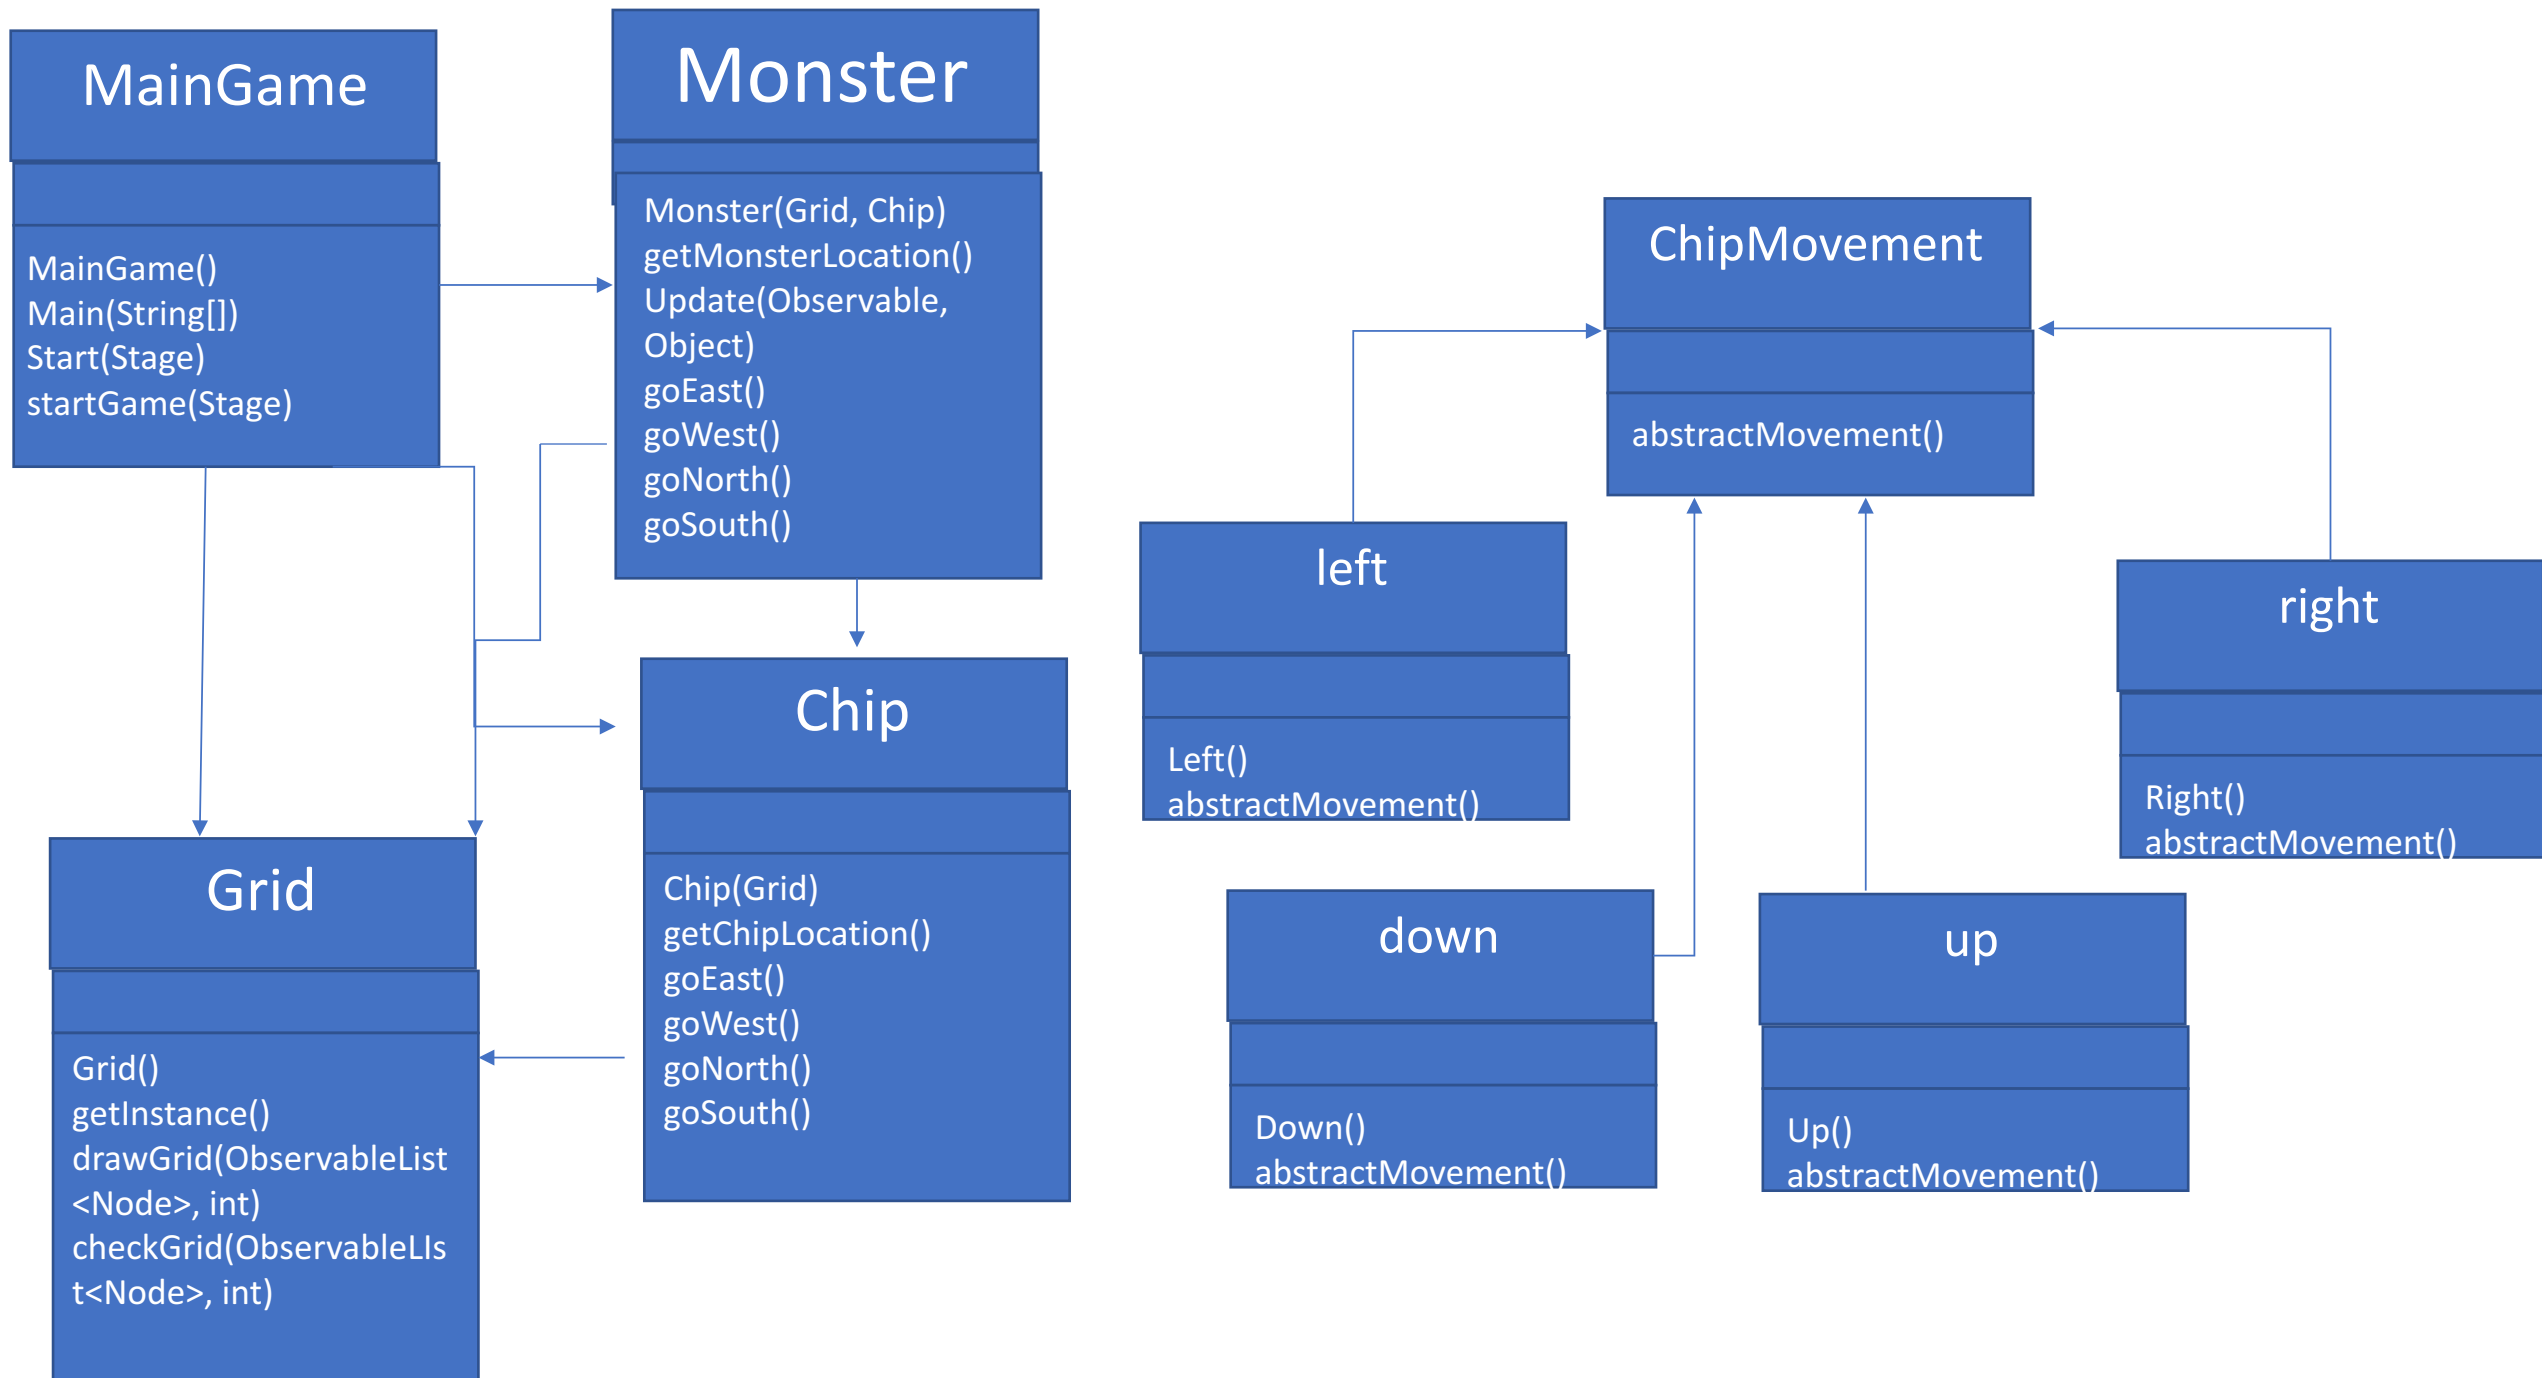 MainGame
MainGame()
Main(String[])
Start(Stage)
startGame(Stage)
Monster
Monster(Grid, Chip)
getMonsterLocation()
Update(Observable,
Object)
goEast()
goWest()
goNorth()
goSouth()
Chip
Chip(Grid)
getChipLocation()
goEast()
goWest()
goNorth()
goSouth()
Grid
Grid()
getInstance()
drawGrid(ObservableList
<Node>, int)
checkGrid(ObservableLIs
t<Node>, int)
ChipMovement
abstractMovement()
left
Left()
abstractMovement()
right
Right()
abstractMovement()
down
Down()
abstractMovement()
up
Up()
abstractMovement()